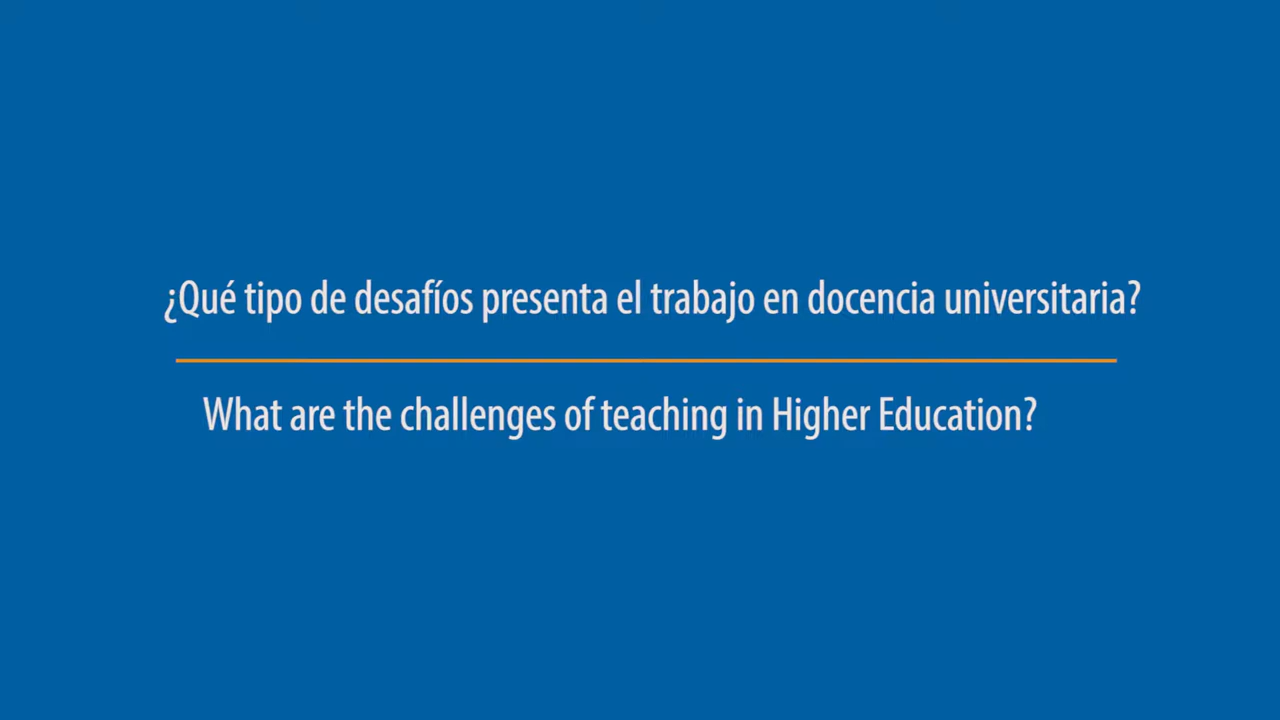 ¿Qué tipo de desafíos presenta el trabajo en docencia universitaria?
What are the challenges of teaching in Higher Education?